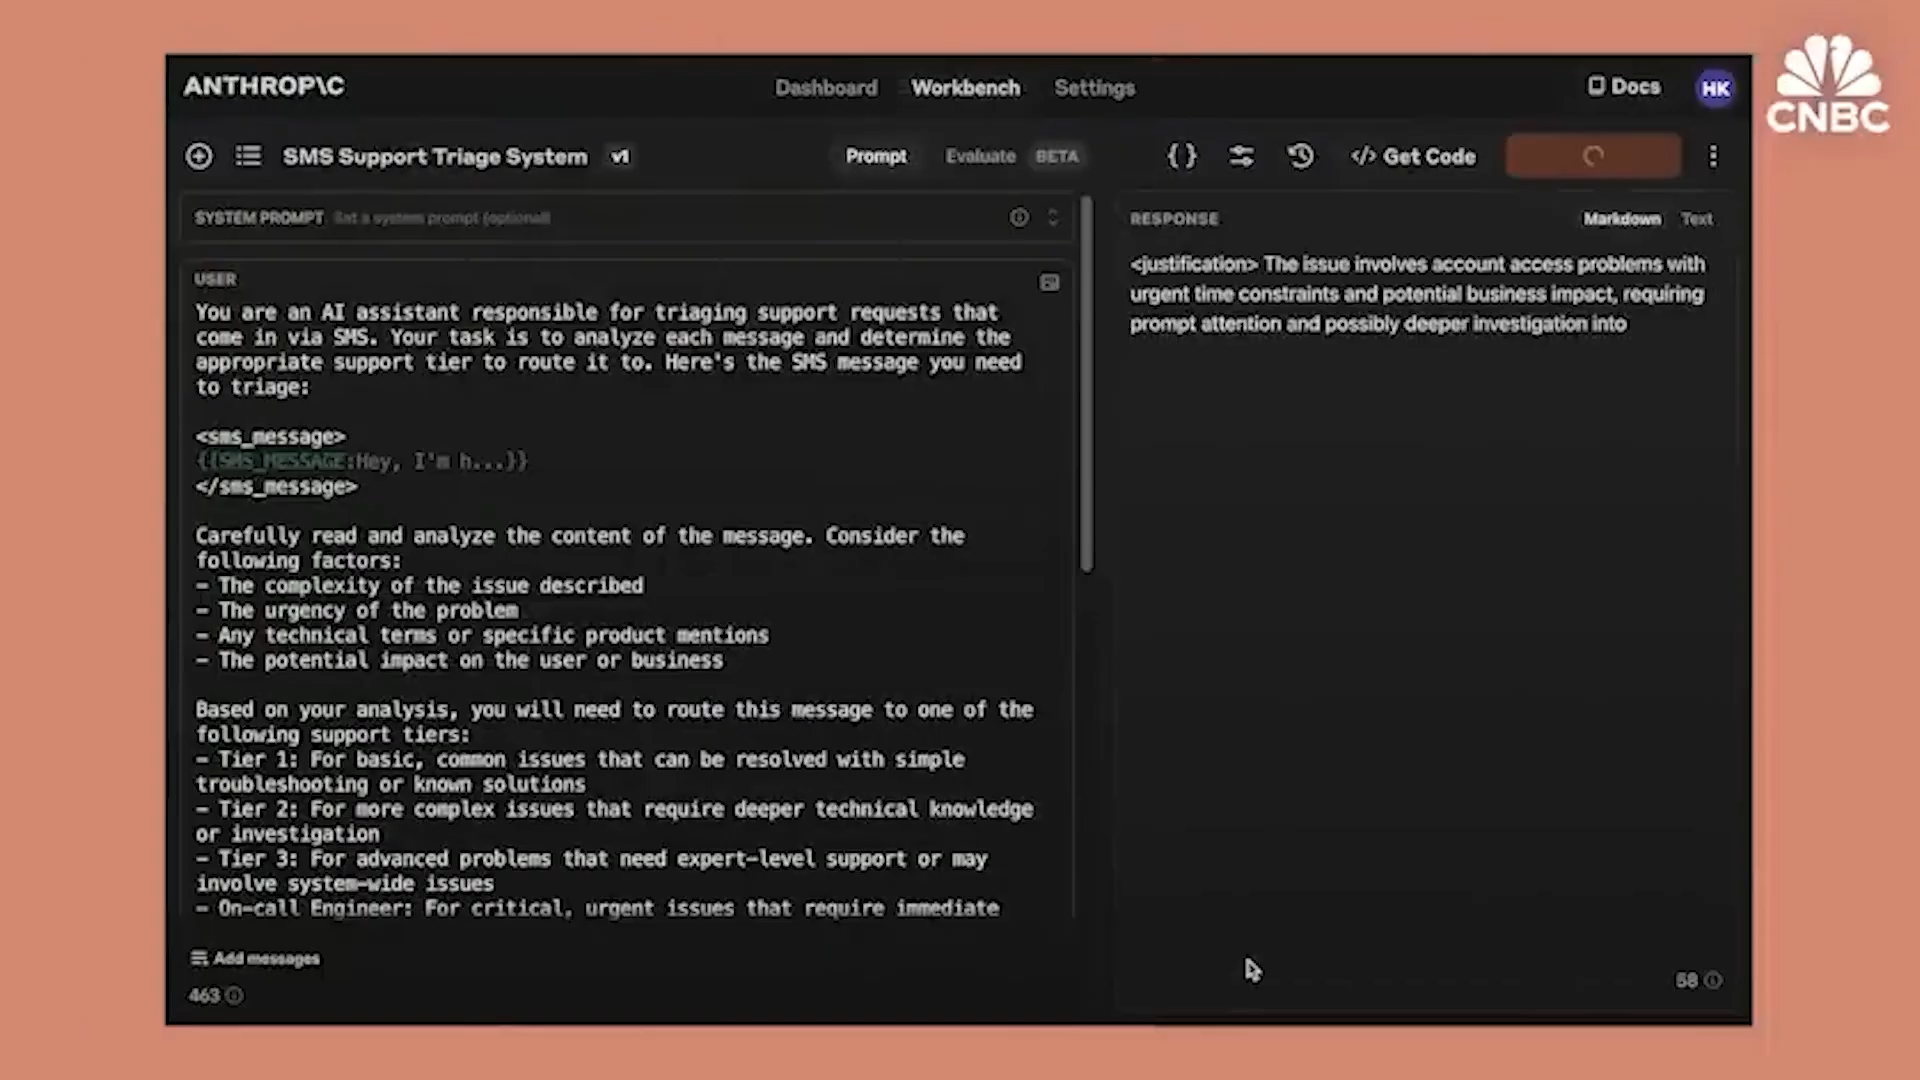 ANTHROP\C
Dashboard
Workbench
Settings
Docs
HK
CNBC
SMS Support Triage System
v1
Prompt
Evaluate
BETA
{}
</> Get Code
SYSTEM PROMPT Set a system prompt (optional)
USER
You are an AI assistant responsible for triaging support requests that
come in via SMS. Your task is to analyze each message and determine the
appropriate support tier to route it to. Here's the SMS message you need
to triage:
<sms_message>
{{SMS_MESSAGE:Hey, I'm h...}}
</sms_message>
Carefully read and analyze the content of the message. Consider the
following factors:
– The complexity of the issue described
– The urgency of the problem
– Any technical terms or specific product mentions
– The potential impact on the user or business
Based on your analysis, you will need to route this message to one of the
following support tiers:
– Tier 1: For basic, common issues that can be resolved with simple
troubleshooting or known solutions
– Tier 2: For more complex issues that require deeper technical knowledge
or investigation
– Tier 3: For advanced problems that need expert-level support or may
involve system-wide issues
– On-call Engineer: For critical, urgent issues that require immediate
Add messages
463
RESPONSE
Markdown
Text
<justification> The issue involves account access problems with
urgent time constraints and potential business impact, requiring
prompt attention and possibly deeper investigation into
58